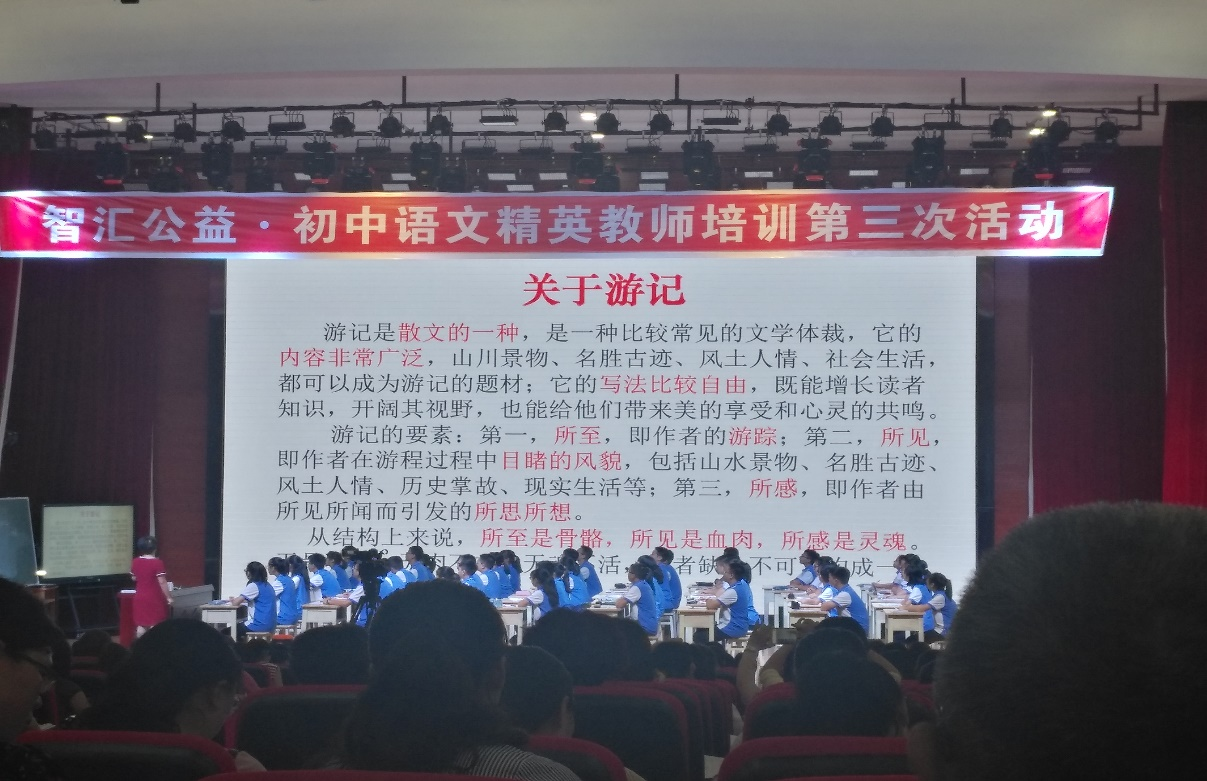 智汇公益·初中语文精英教师培训第三次活动
关于游记
游记是散文的一种，是一种比较常见的文学体裁，它的
内容非常广泛，山川景物、名胜古迹、风土人情、社会生活，
都可以成为游记的题材；它的写法比较自由，既能增长读者
知识，开阔其视野，也能给他们带来美的享受和心灵的共鸣。
游记的要素：第一，所至，即作者的游踪；第二，所见，
即作者在游程过程中目睹的风貌，包括山水景物、名胜古迹、
风土人情、历史掌故、现实生活等；第三，所感，即作者由
所见所闻而引发的所思所想。
从结构上来说，所至是骨骼，所见是血肉，所感是灵魂。
活，者缺不可成一